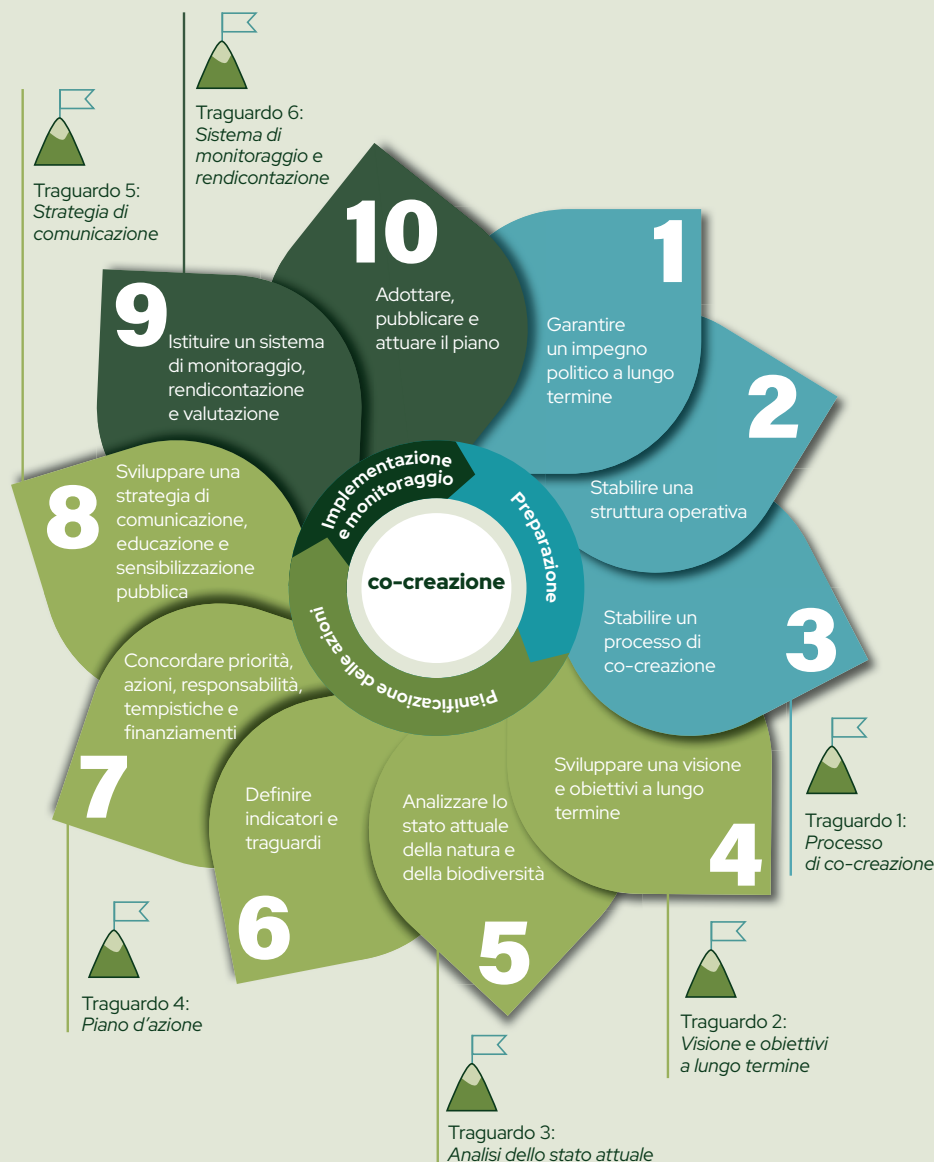 Traguardo 6:
Sistema di
monitoraggio e
rendicontazione
Traguardo 5:
Strategia di
comunicazione
10
Adottare,
pubblicare e
attuare il piano
1
Garantire
un impegno
politico a lungo
termine
9
Istituire un sistema
di monitoraggio,
rendicontazione
e valutazione
2
Stabilire una
struttura operativa
8
Sviluppare una
strategia di
comunicazione,
educazione e
sensibilizzazione
pubblica
Implementazione
e monitoraggio
Preparazione
co-creazione
Pianificazione delle azioni
3
Stabilire un
processo di
co-creazione
7
Concordare priorità,
azioni, responsabilità,
tempistiche e
finanziamenti
Definire
indicatori e
traguardi
6
Analizzare lo
stato attuale
della natura e
della biodiversità
5
Sviluppare una visione
e obiettivi a lungo
termine
4
Traguardo 1:
Processo
di co-creazione
Traguardo 4:
Piano d’azione
Traguardo 2:
Visione e obiettivi
a lungo termine
Traguardo 3:
Analisi dello stato attuale